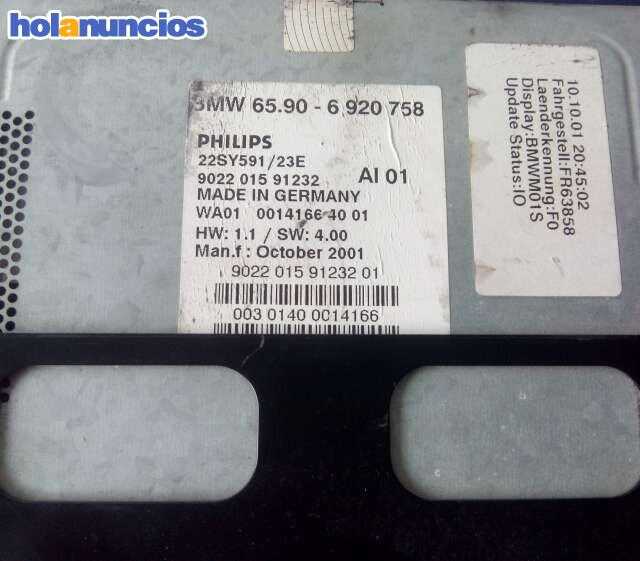 holanuncios
BMW 65.90 - 6 920 758
PHILIPS
22SY591/23E
9022 015 91232 AI 01
MADE IN GERMANY
WA01 0014166 40 01
HW: 1.1 / SW: 4.00
Man.f : October 2001
9022 015 91232 01
003 0140 0014166
10.10.01 20:45:02
Fahrgestell:FR63858
Laenderkennung:F0
Display:BMWM01S
Update Status:IO